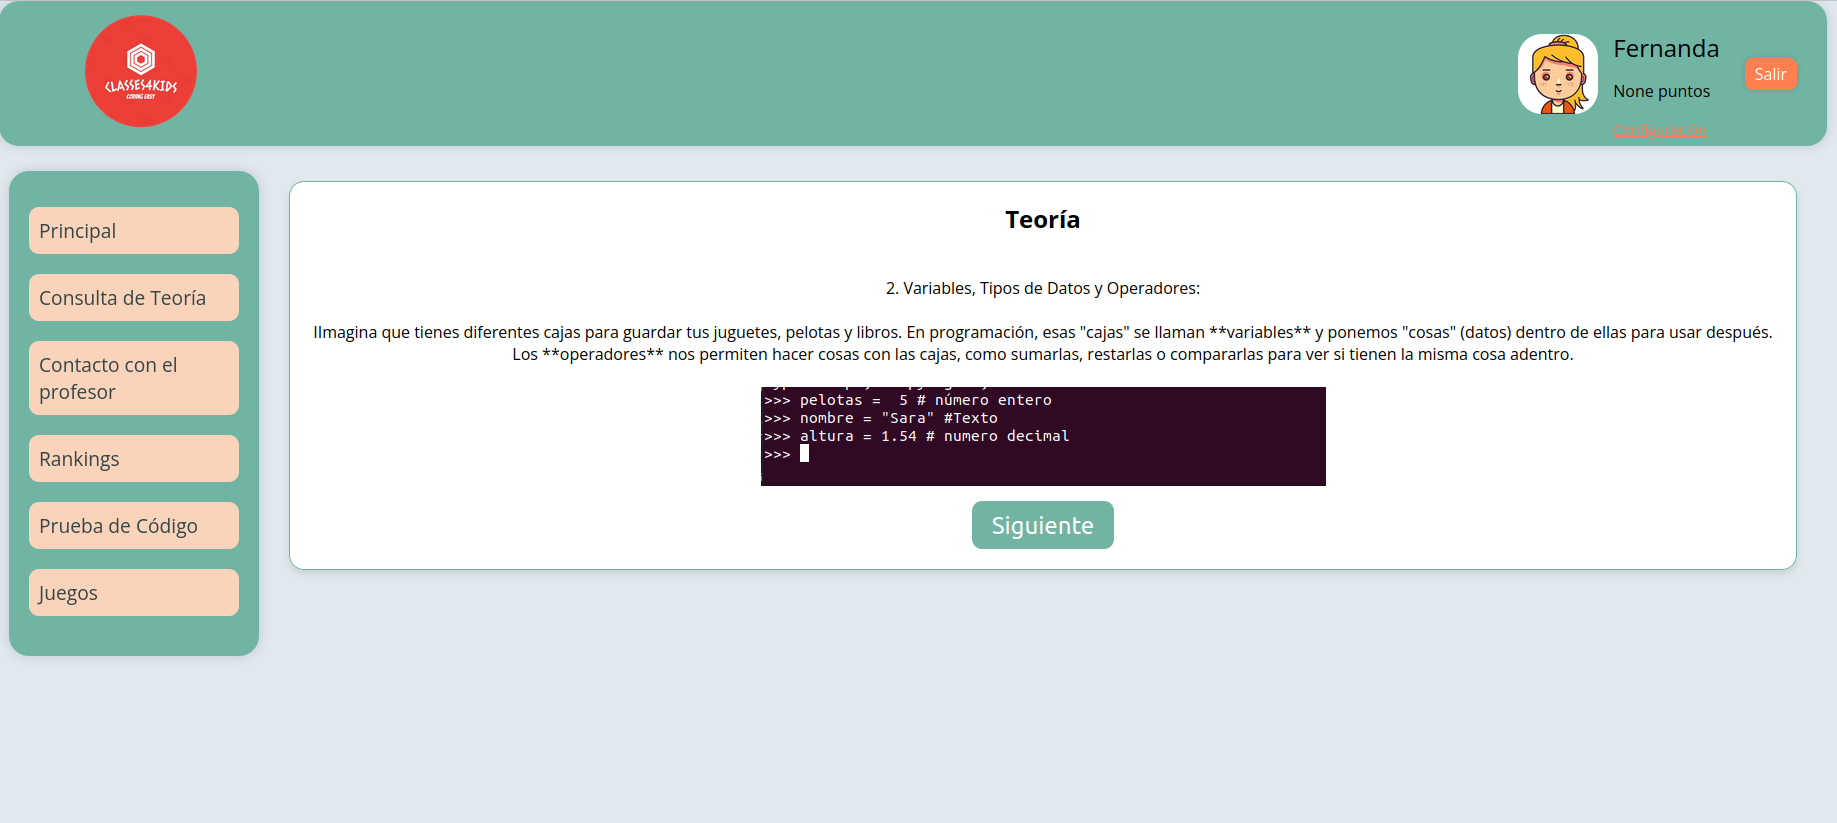 CLASSES4KIDS
CODING EASY
Fernanda
None puntos
Configuración
Salir
Principal
Consulta de Teoría
Contacto con el
profesor
Rankings
Prueba de Código
Juegos
Teoría
2. Variables, Tipos de Datos y Operadores:
IImagina que tienes diferentes cajas para guardar tus juguetes, pelotas y libros. En programación, esas "cajas" se llaman **variables** y ponemos "cosas" (datos) dentro de ellas para usar después.
Los **operadores** nos permiten hacer cosas con las cajas, como sumarlas, restarlas o compararlas para ver si tienen la misma cosa adentro.
>>> pelotas =  5 # número entero
>>> nombre = "Sara" #Texto
>>> altura = 1.54 # numero decimal
>>>
Siguiente